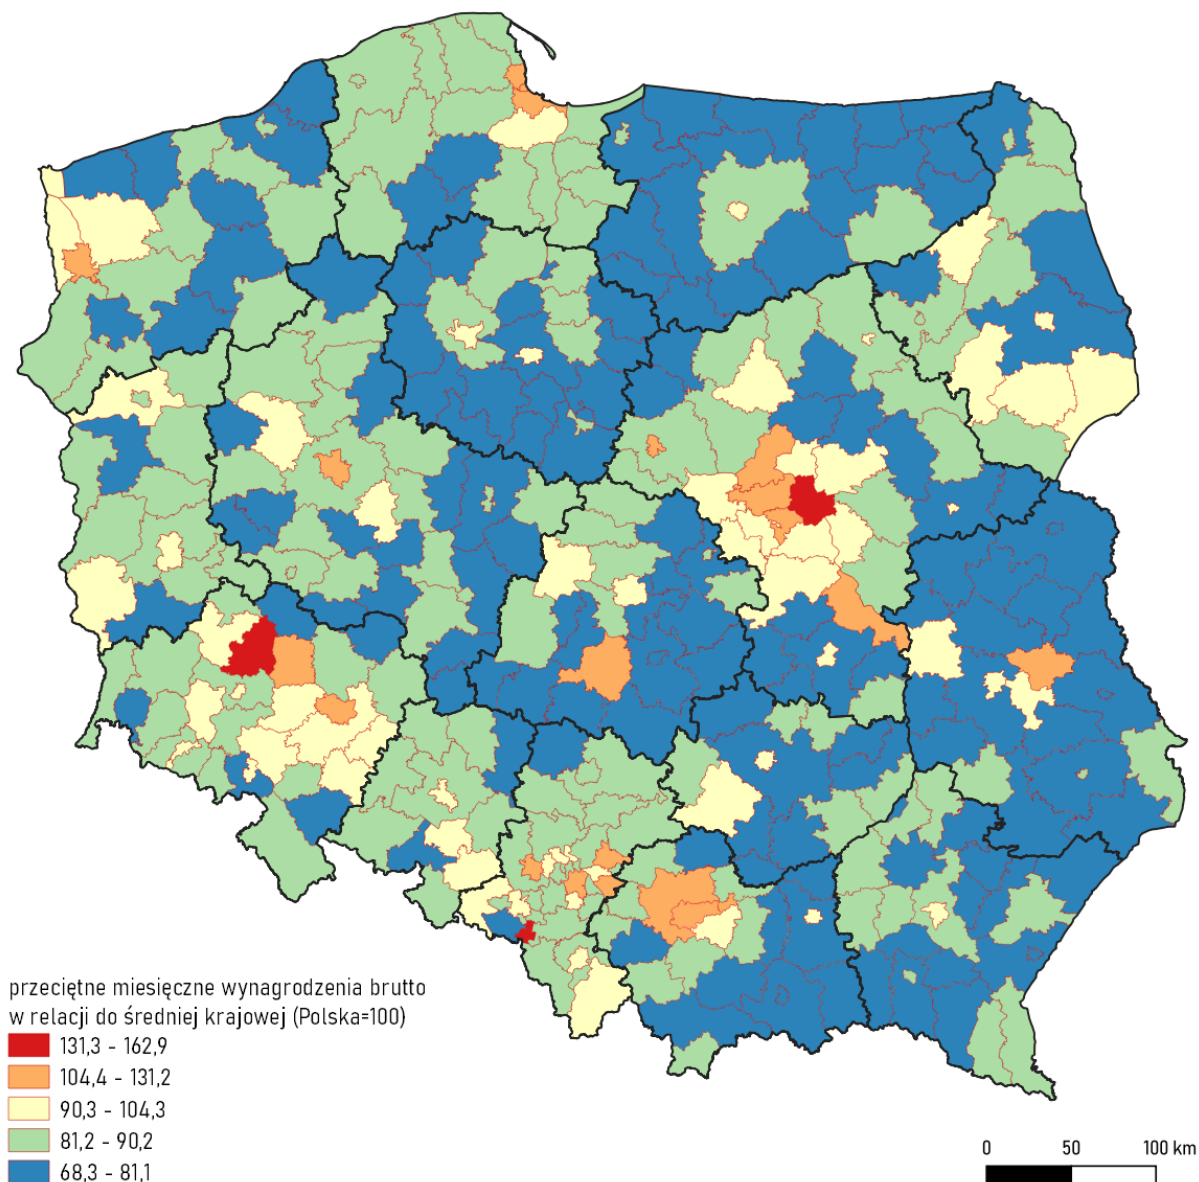 przeciętne miesięczne wynagrodzenia brutto
w relacji do średniej krajowej (Polska=100)
131,3 - 162,9
104,4 - 131,2
90,3 - 104,3
81,2 - 90,2
68,3 - 81,1
0 50 100 km